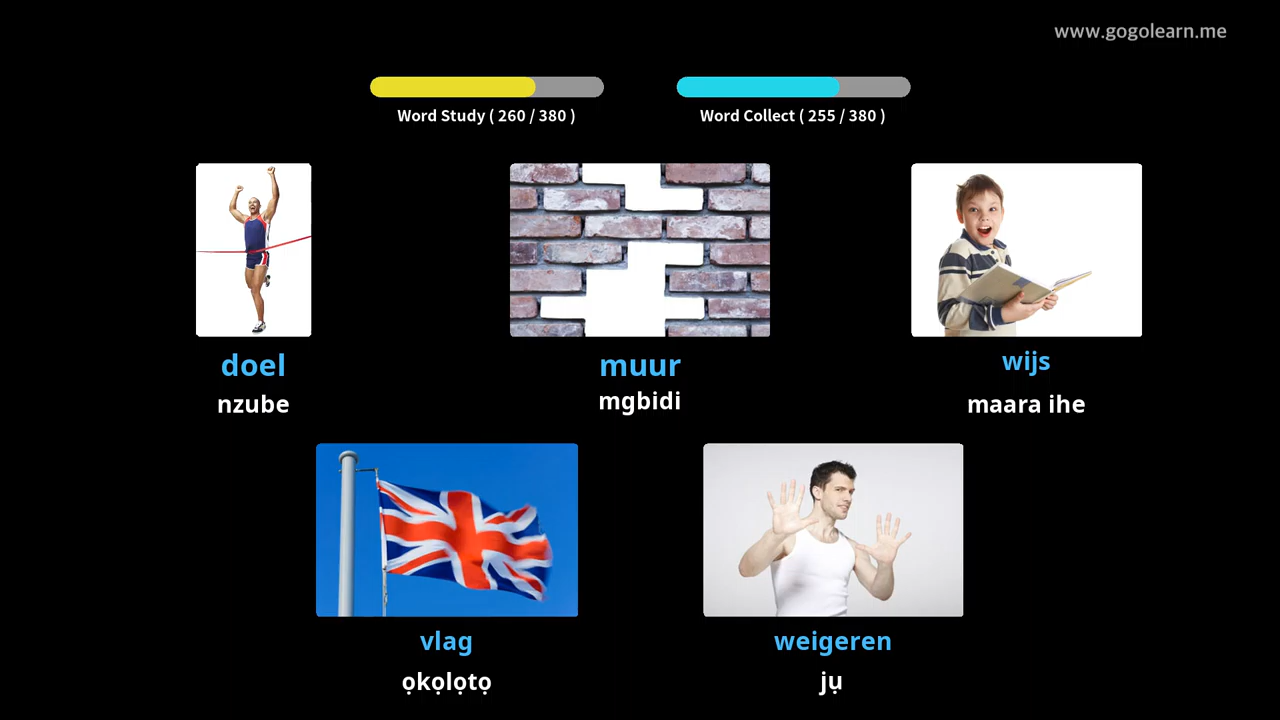 www.gogolearn.me
Word Study ( 260 / 380 )
Word Collect ( 255 / 380 )
doel
nzube
muur
mgbidi
wijs
maara ihe
vlag
ọkọlọtọ
weigeren
jụ